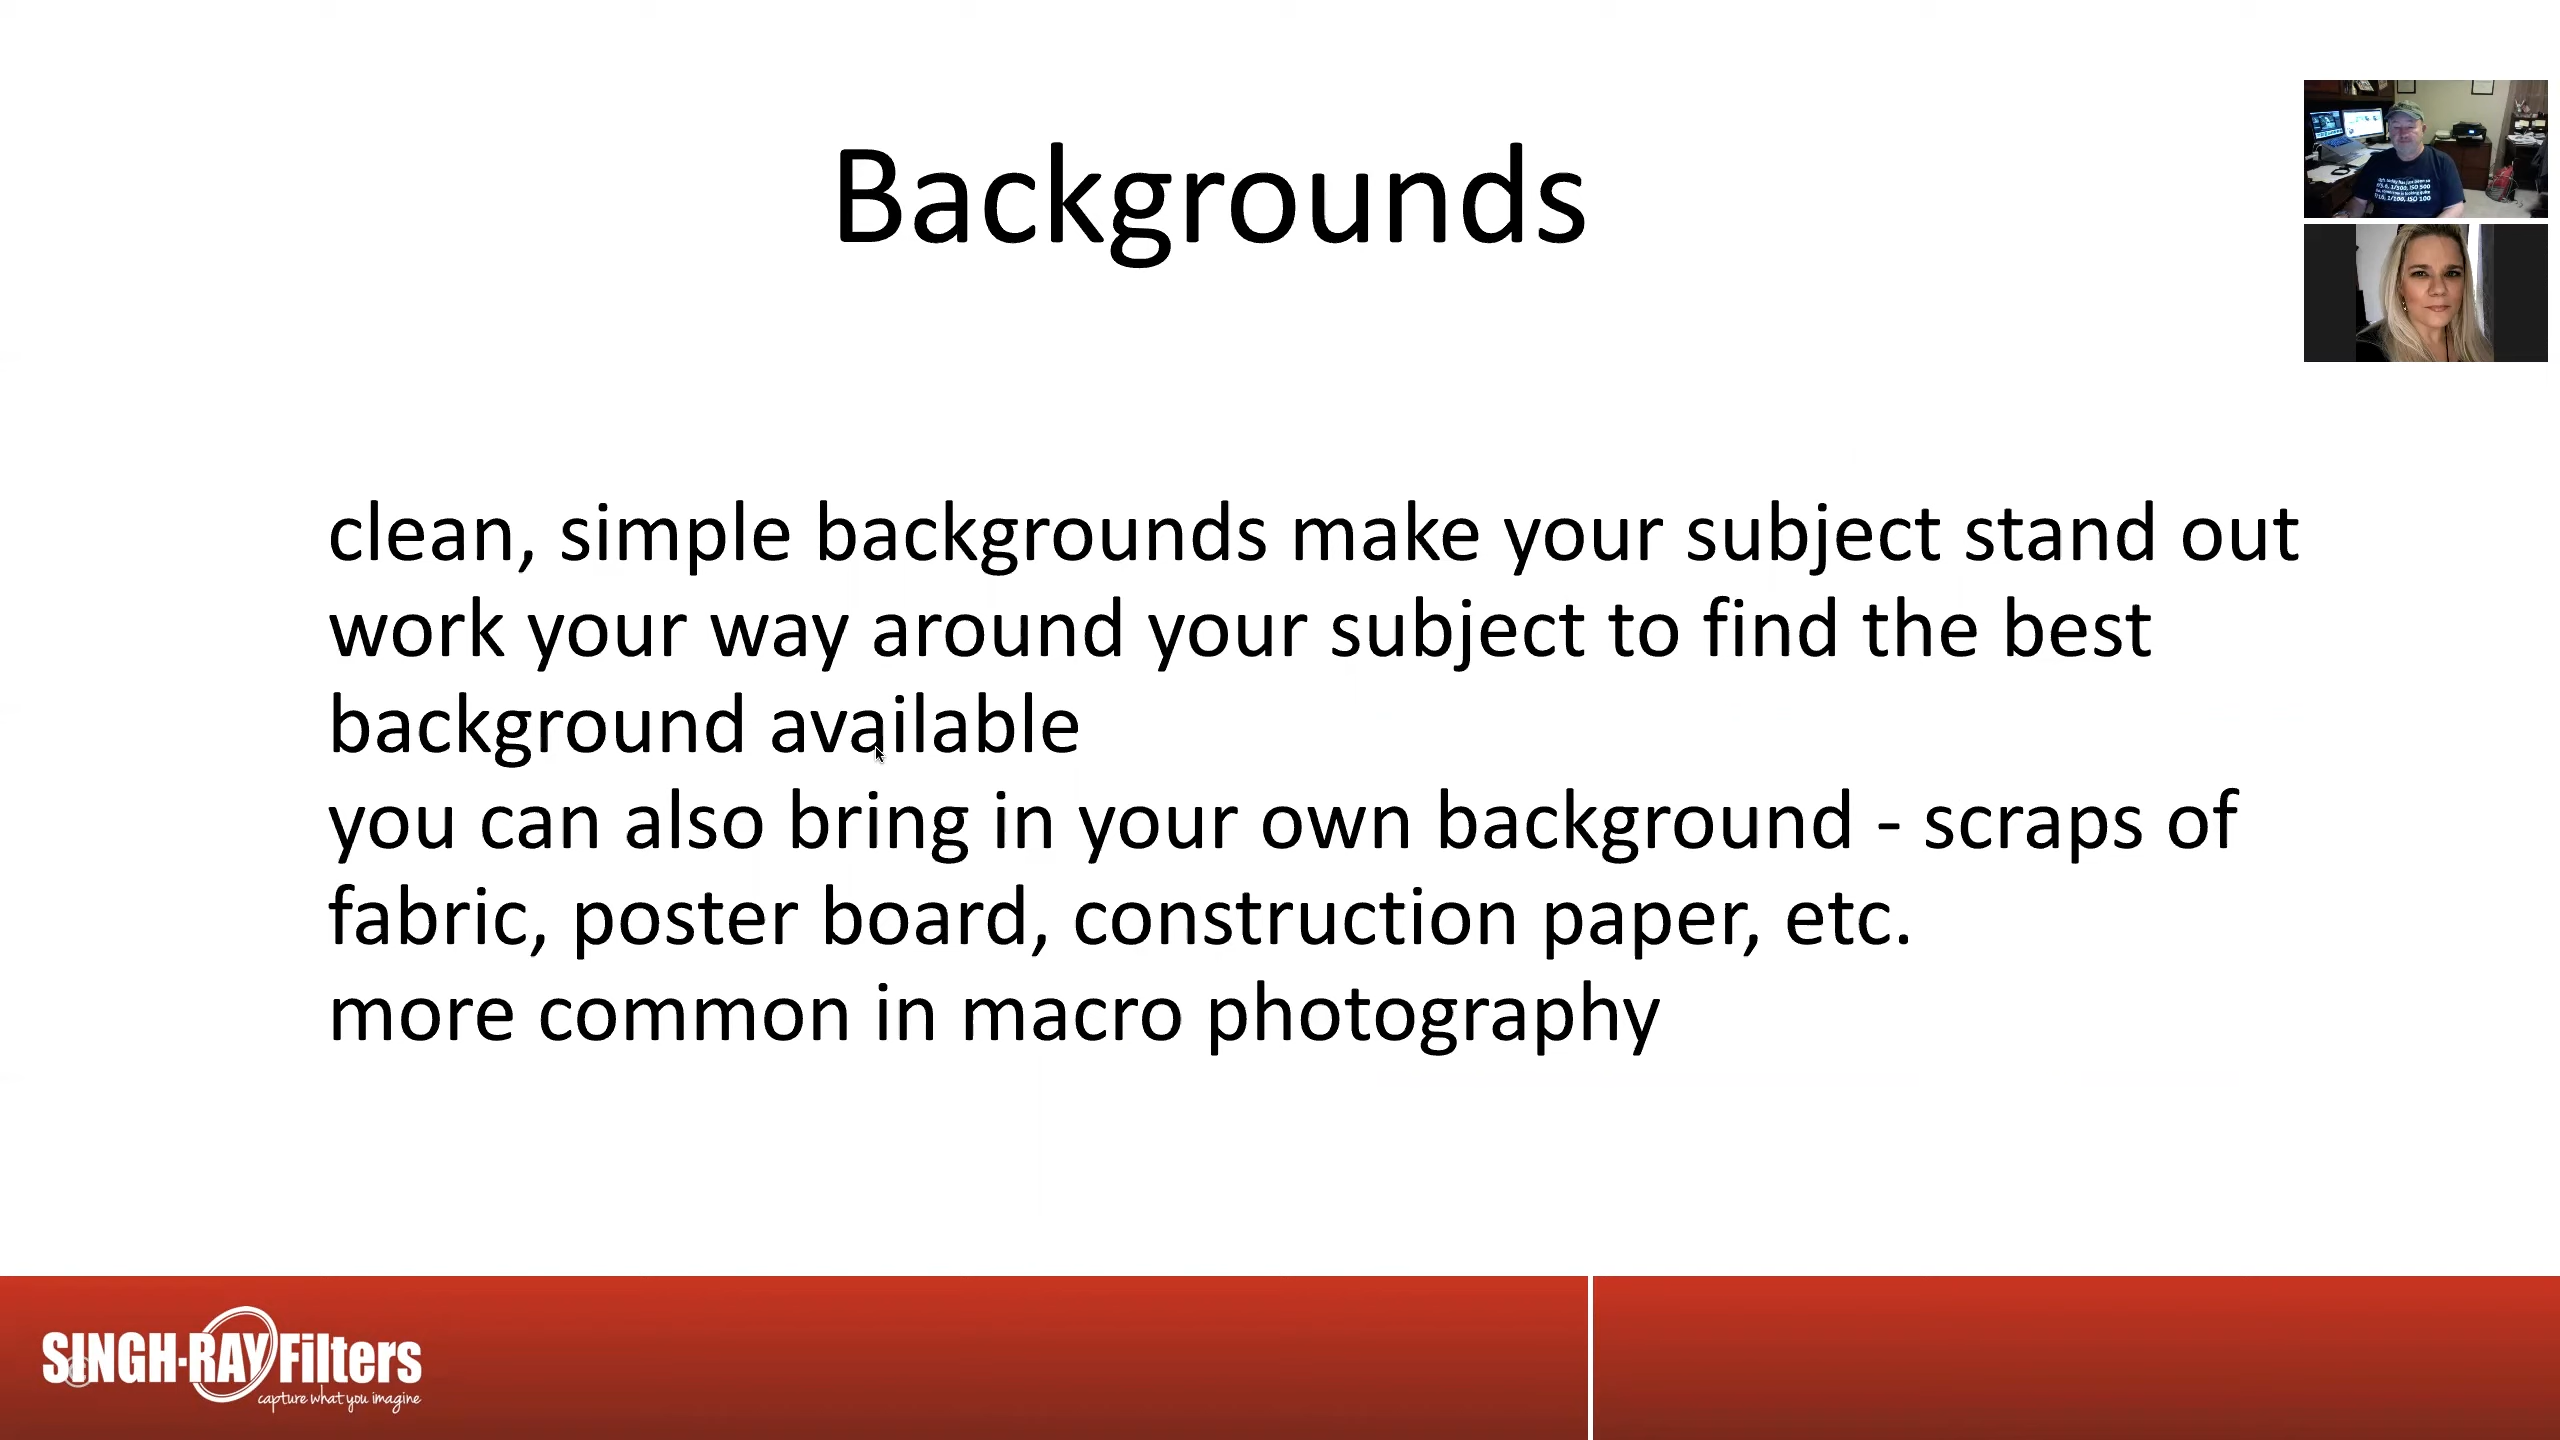 Backgrounds
clean, simple backgrounds make your subject stand out
work your way around your subject to find the best
background available
you can also bring in your own background - scraps of
fabric, poster board, construction paper, etc.
more common in macro photography
SINGH-RAY Filters
capture what you imagine